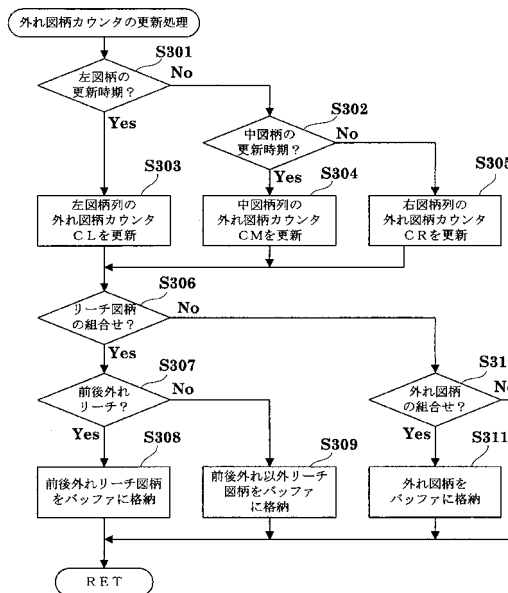 外れ図柄カウンタの更新処理
S301
左図柄の
更新時期?
No
Yes
S302
中図柄の
更新時期?
No
Yes
S303
左図柄列の
外れ図柄カウンタ
CLを更新
S304
中図柄列の
外れ図柄カウンタ
CMを更新
S305
右図柄列の
外れ図柄カウンタ
CRを更新
S306
リーチ図柄
の組合せ?
No
Yes
S307
前後外れ
リーチ?
No
Yes
S31
外れ図柄
の組合せ?
No
Yes
S308
前後外れリーチ図柄
をバッファに格納
S309
前後外れ以外リーチ
図柄をバッファ
に格納
S311
外れ図柄を
バッファに格納
RET